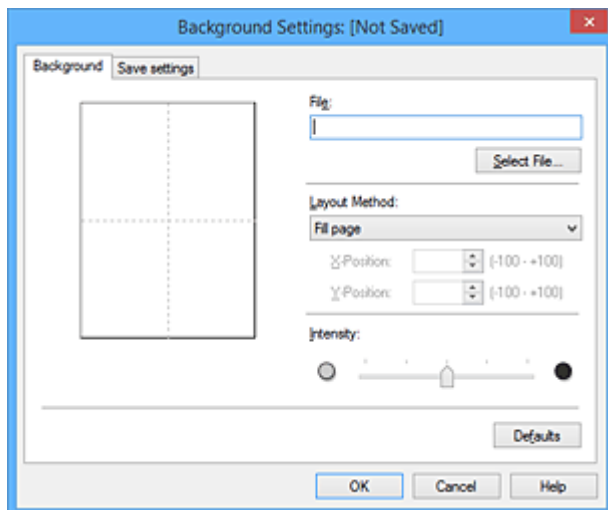 Background Settings: [Not Saved]
Background
Save settings
File:
Select File...
Layout Method:
Fill page
X-Position:
(-100 - +100)
Y-Position:
(-100 - +100)
Intensity:
Defaults
OK
Cancel
Help